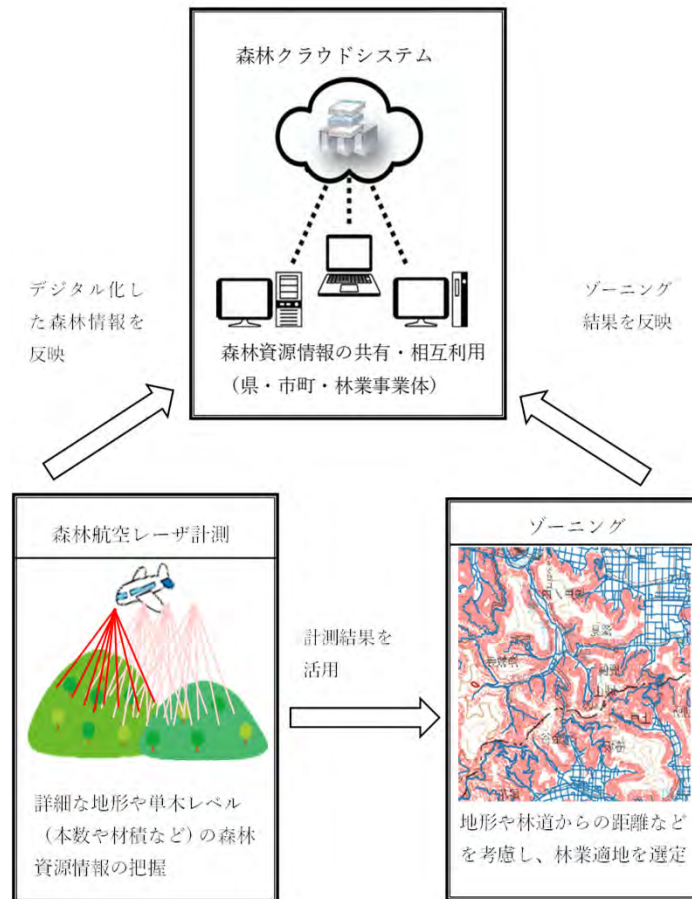 森林クラウドシステム
デジタル化し
た森林情報を
反映
ゾーニング
結果を反映
森林資源情報の共有・相互利用
（県・市町・林業事業体）
森林航空レーザ計測
計測結果を
活用
詳細な地形や単木レベル
（本数や材積など）の森林
資源情報の把握
ゾーニング
地形や林道からの距離など
を考慮し、林業適地を選定